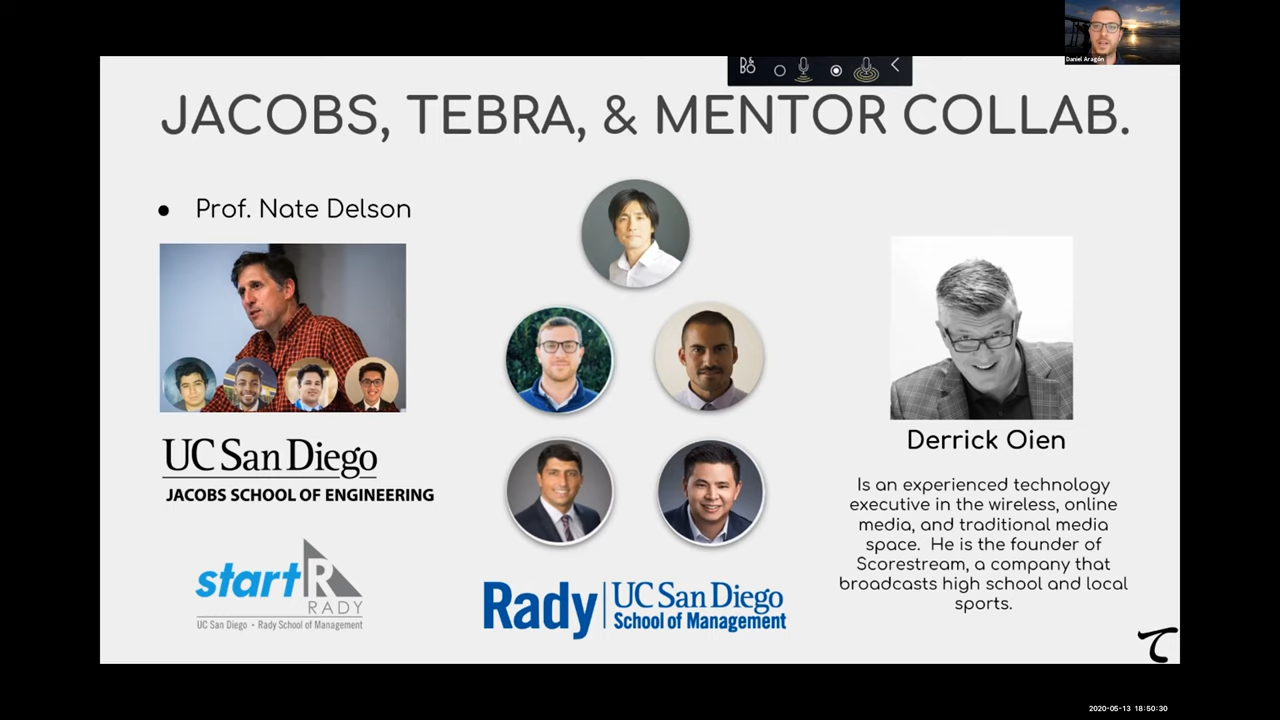 Daniel Aragón
JACOBS, TEBRA, & MENTOR COLLAB.
● Prof. Nate Delson
UC San Diego
JACOBS SCHOOL OF ENGINEERING
startR
RADY
UC San Diego • Rady School of Management
Rady UC San Diego
School of Management
Derrick Oien
Is an experienced technology
executive in the wireless, online
media, and traditional media
space. He is the founder of
Scorestream, a company that
broadcasts high school and local
sports.
2020-05-13 18:50:30